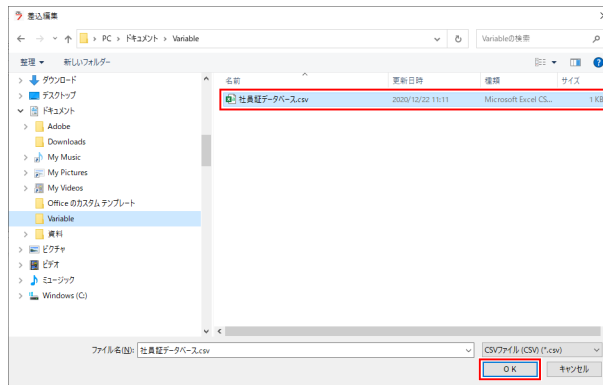 差込編集
PC › ドキュメント › Variable
Variableの検索
整理 新しいフォルダー
名前 更新日時 種類 サイズ
社員証データベース.csv 2020/12/22 11:11 Microsoft Excel CS... 1 KB
ダウンロード
デスクトップ
ドキュメント
Adobe
Downloads
My Music
My Pictures
My Videos
Office のカスタム テンプレート
Variable
資料
ピクチャ
ビデオ
ミュージック
Windows (C:)
ファイル名(N): 社員証データベース.csv CSVファイル (CSV) (*.csv)
OK キャンセル